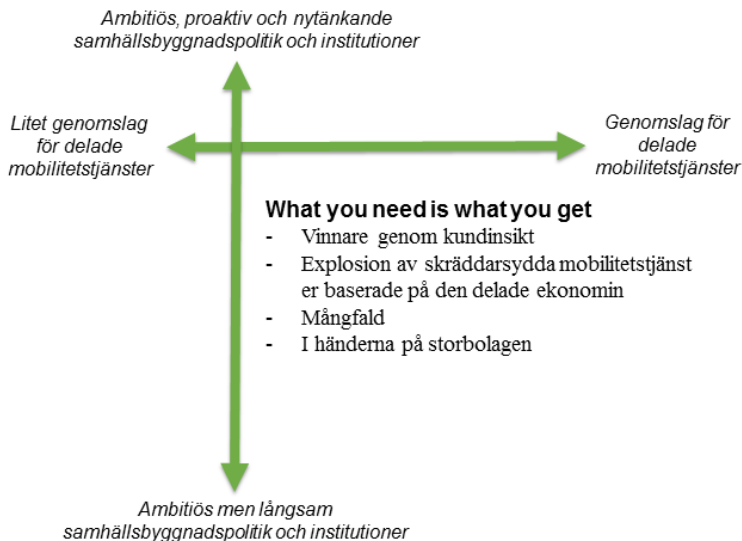 Ambitiös, proaktiv och nytänkande
samhällsbyggnadspolitik och institutioner
Litet genomslag
för delade
mobilitetstjänster
Genomslag för
delade
mobilitetstjänster
What you need is what you get
- Vinnare genom kundinsikt
- Explosion av skräddarsydda mobilitetstjänst
er baserade på den delade ekonomin
- Mångfald
- I händerna på storbolagen
Ambitiös men långsam
samhällsbyggnadspolitik och institutioner